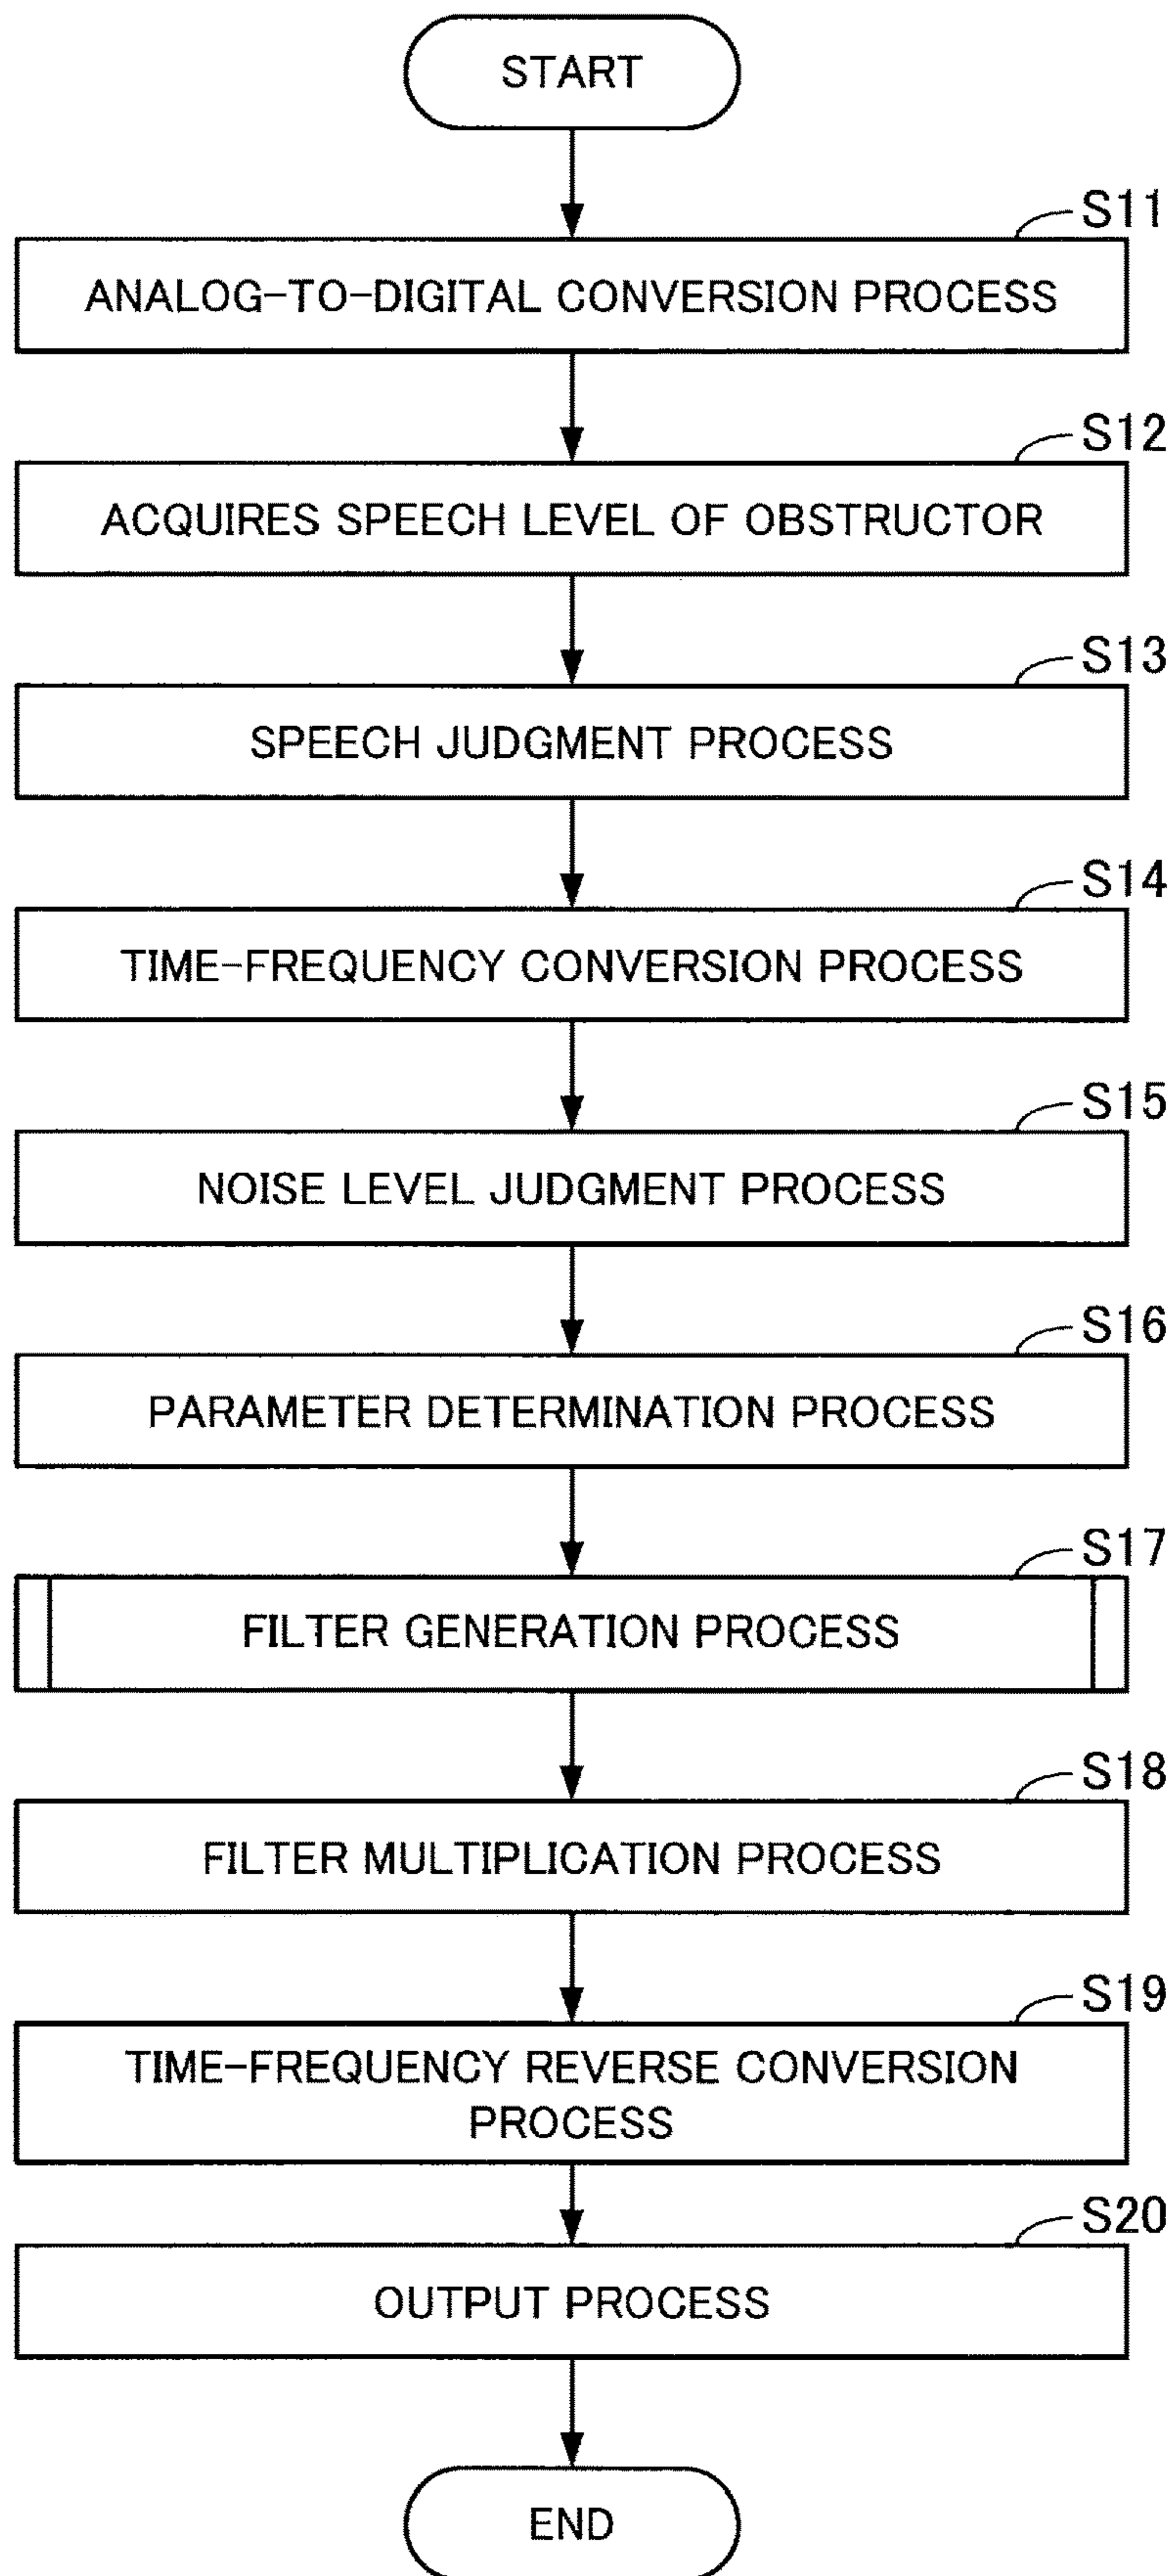 START
S11
ANALOG-TO-DIGITAL CONVERSION PROCESS
S12
ACQUIRES SPEECH LEVEL OF OBSTRUCTOR
S13
SPEECH JUDGMENT PROCESS
S14
TIME-FREQUENCY CONVERSION PROCESS
S15
NOISE LEVEL JUDGMENT PROCESS
S16
PARAMETER DETERMINATION PROCESS
S17
FILTER GENERATION PROCESS
S18
FILTER MULTIPLICATION PROCESS
S19
TIME-FREQUENCY REVERSE CONVERSION
PROCESS
S20
OUTPUT PROCESS
END